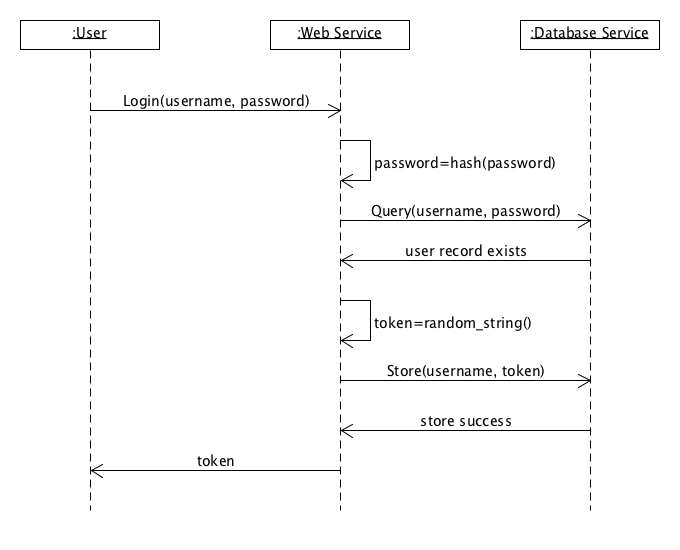 :User
:Web Service
:Database Service
Login(username, password)
password=hash(password)
Query(username, password)
user record exists
token=random_string()
Store(username, token)
store success
token